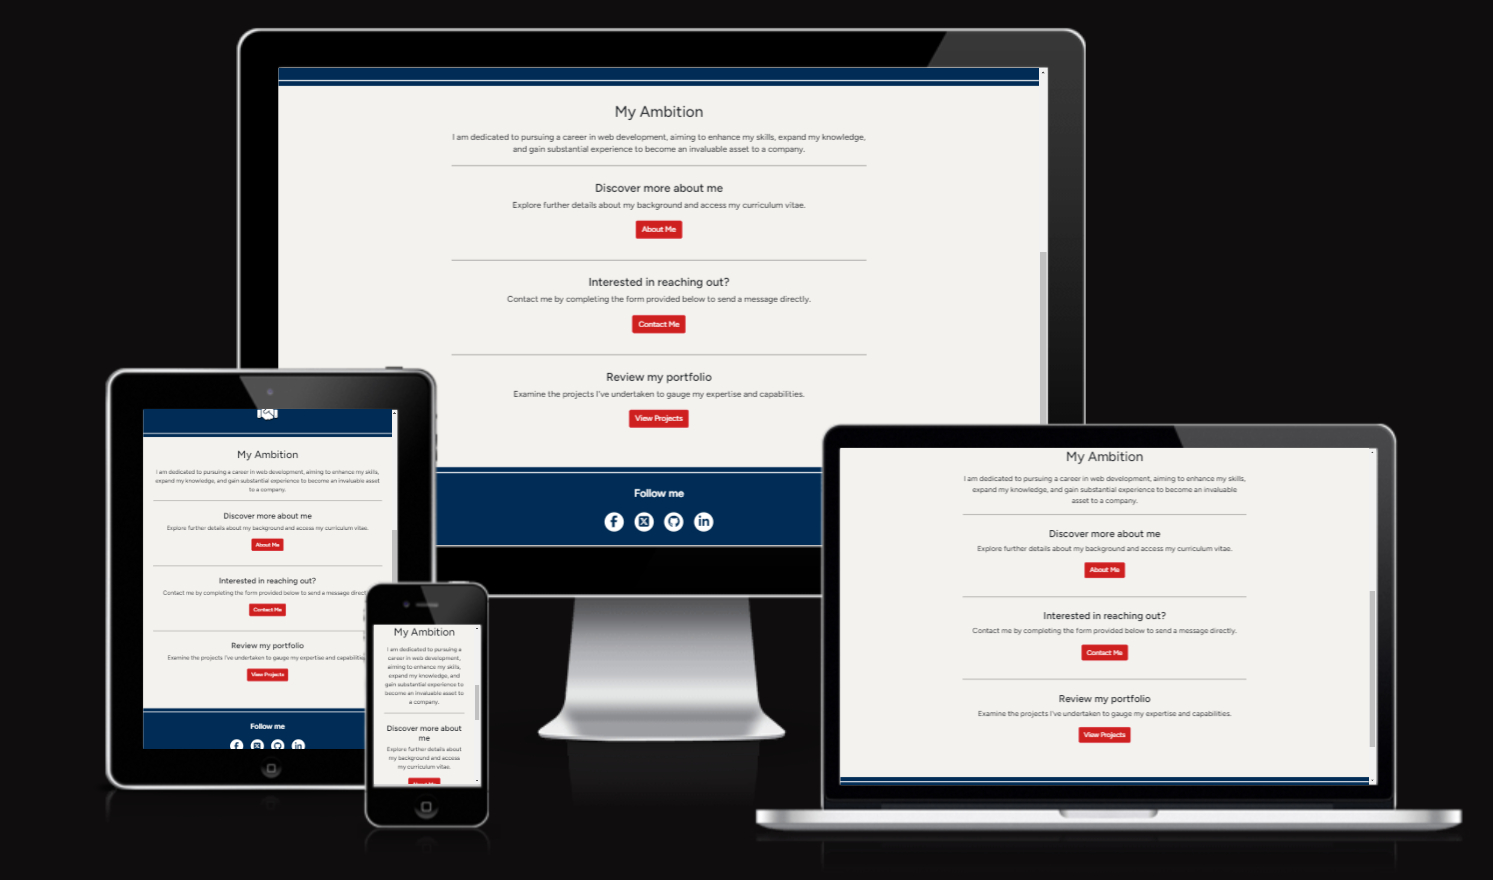 My Ambition
I am dedicated to pursuing a career in web development, aiming to enhance my skills, expand my knowledge,
and gain substantial experience to become an invaluable asset to a company.
Discover more about me
Explore further details about my background and access my curriculum vitae.
About Me
Interested in reaching out?
Contact me by completing the form provided below to send a message directly.
Contact Me
Review my portfolio
Examine the projects I've undertaken to gauge my expertise and capabilities.
View Projects
Follow me
My Ambition
I am dedicated to pursuing a career in web development, aiming to enhance my skills,
expand my knowledge, and gain substantial experience to become an invaluable asset
to a company.
Discover more about me
Explore further details about my background and access my curriculum vitae.
About Me
Interested in reaching out?
Contact me by completing the form provided below to send a message direct
Contact Me
Review my portfolio
Examine the projects I've undertaken to gauge my expertise and capabilitie
View Projects
Follow me
My Ambition
I am dedicated to pursuing a
career in web development,
aiming to enhance my skills,
expand my knowledge, and
gain substantial experience to
become an invaluable asset to
a company.
Discover more about
me
Explore further details about
my background and access
my curriculum vitae.
About Me
My Ambition
I am dedicated to pursuing a career in web development, aiming to enhance my skills,
expand my knowledge, and gain substantial experience to become an invaluable
asset to a company.
Discover more about me
Explore further details about my background and access my curriculum vitae.
About Me
Interested in reaching out?
Contact me by completing the form provided below to send a message directly.
Contact Me
Review my portfolio
Examine the projects I've undertaken to gauge my expertise and capabilities.
View Projects